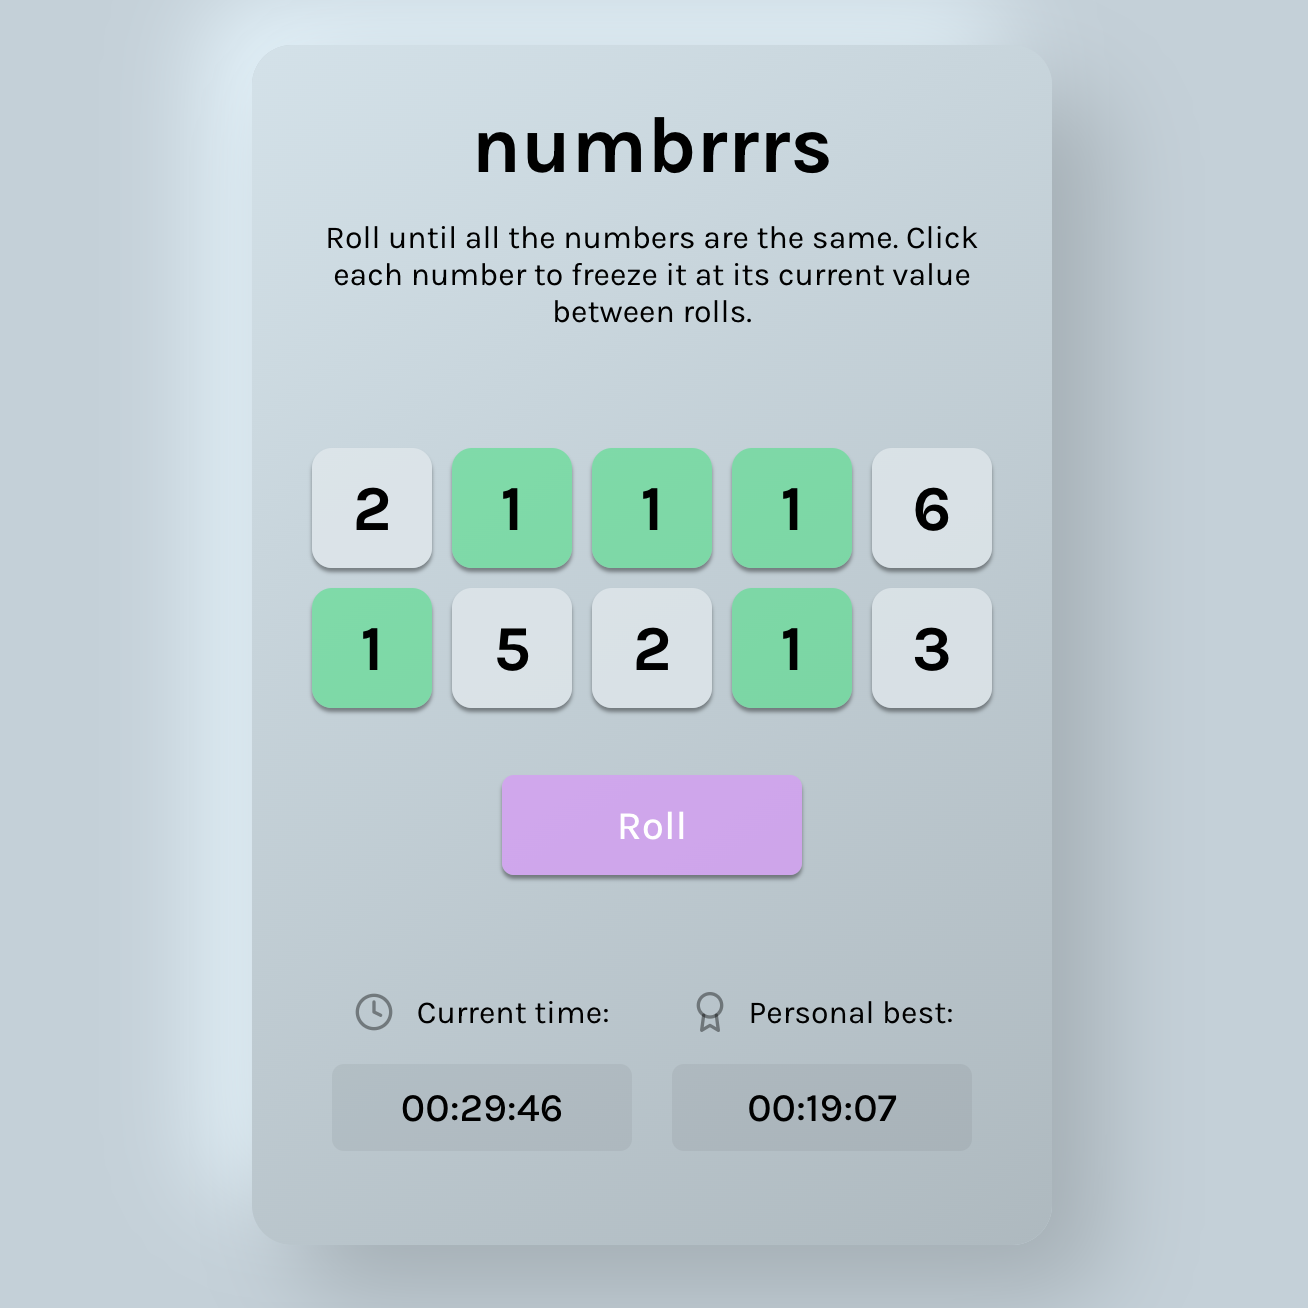 numbrrrs
Roll until all the numbers are the same. Click
each number to freeze it at its current value
between rolls.
2 1 1 1 6
1 5 2 1 3
Roll
Current time: Personal best:
00:29:46 00:19:07